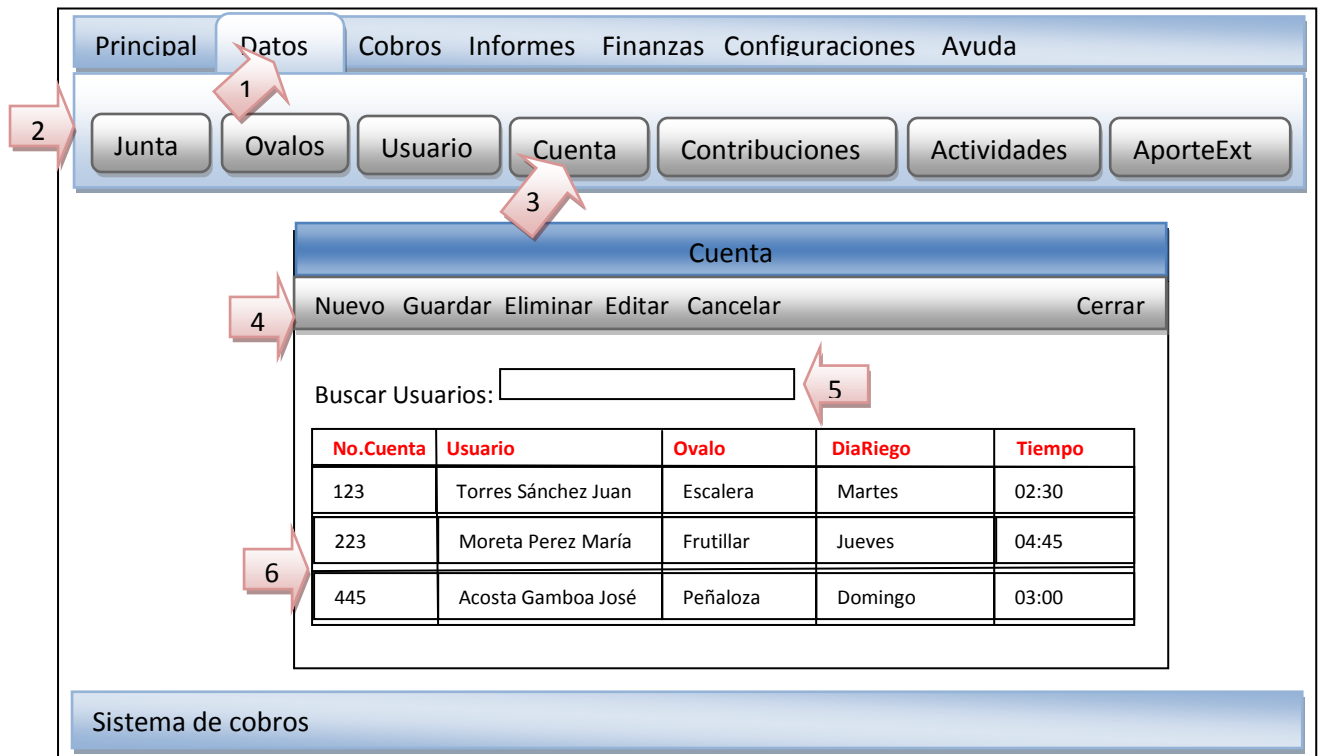 Principal Datos Cobros Informes Finanzas Configuraciones Ayuda
1
2
Junta Ovalos Usuario Cuenta Contribuciones Actividades AporteExt
3
Cuenta
Nuevo Guardar Eliminar Editar Cancelar Cerrar
4
Buscar Usuarios:
5
No.Cuenta Usuario Ovalo DiaRiego Tiempo
123 Torres Sánchez Juan Escalera Martes 02:30
223 Moreta Perez María Frutillar Jueves 04:45
6
445 Acosta Gamboa José Peñaloza Domingo 03:00
Sistema de cobros